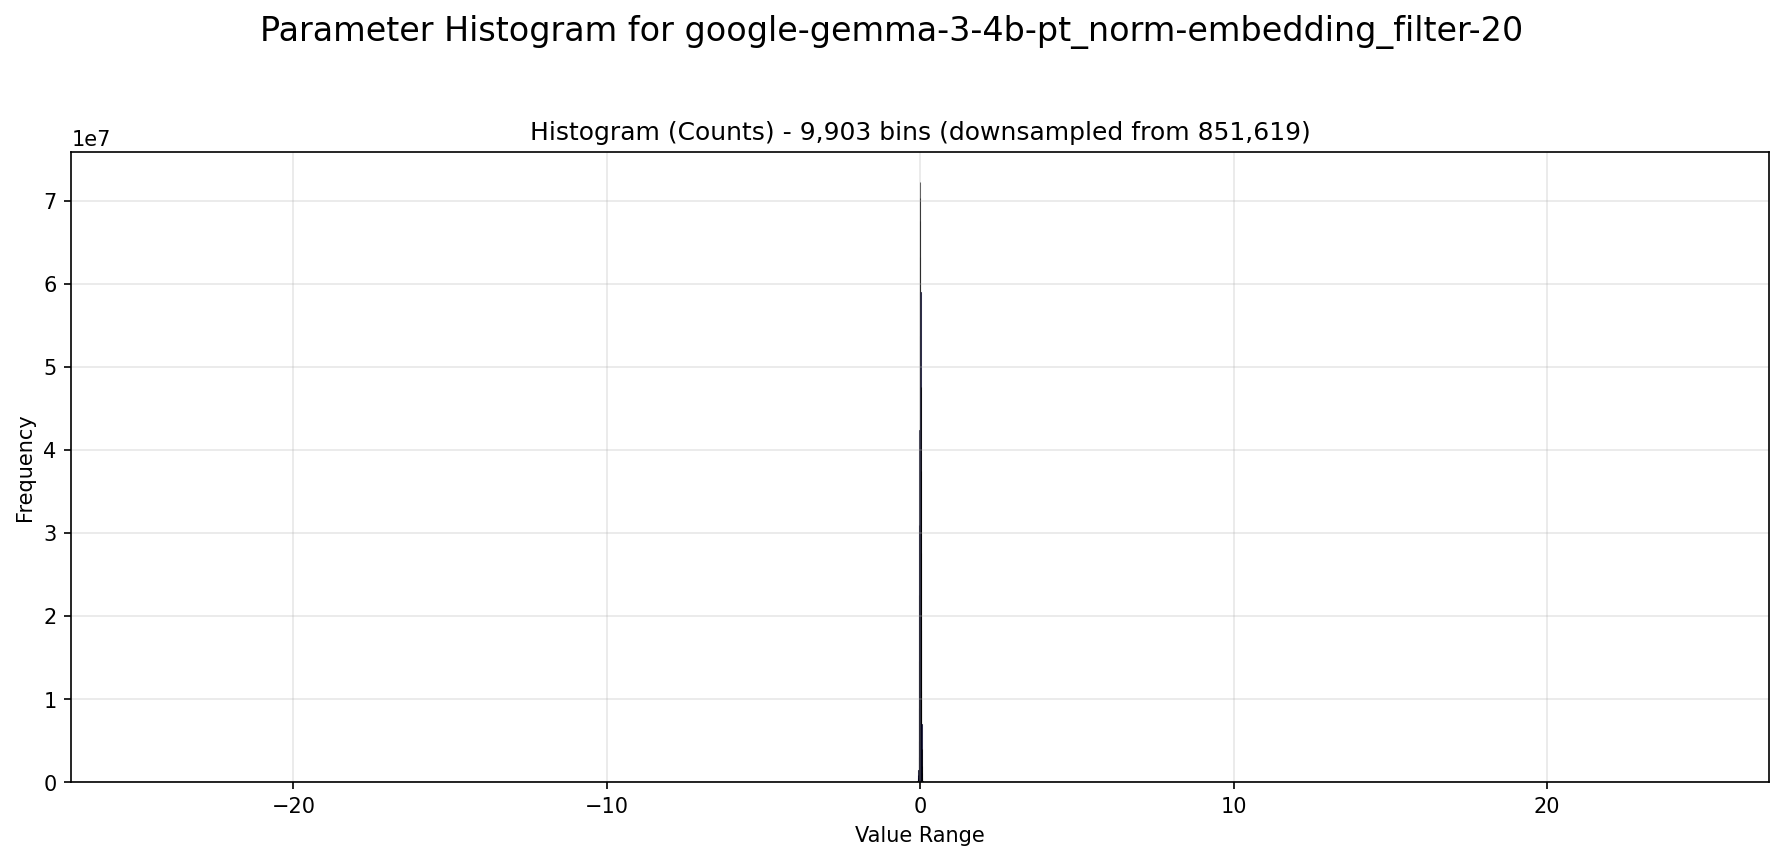 Parameter Histogram for google-gemma-3-4b-pt_norm-embedding_filter-20
Histogram (Counts) - 9,903 bins (downsampled from 851,619)
1e7
7
6
5
4
3
2
1
0
Frequency
−20 −10 0 10 20
Value Range